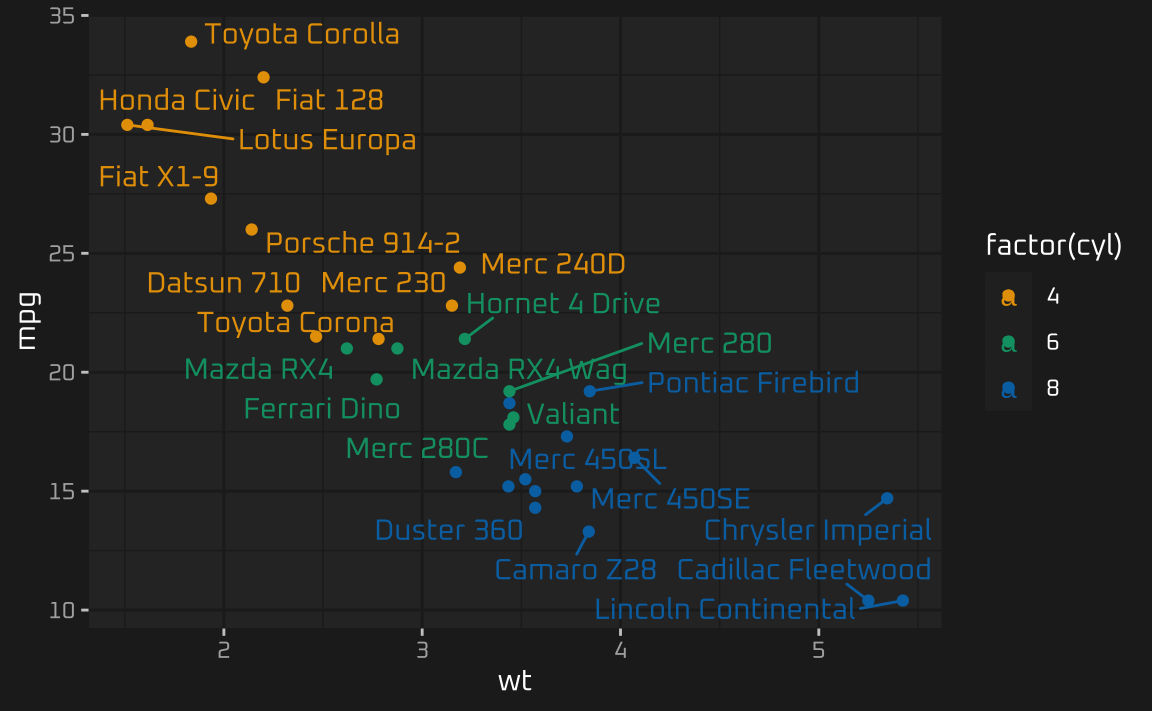 35
Toyota Corolla
Honda Civic Fiat 128
30
Lotus Europa
Fiat X1-9
Porsche 914-2
25
Merc 240D
Datsun 710 Merc 230
Hornet 4 Drive
Toyota Corona
Merc 280
Mazda RX4 Mazda RX4 Wag
20
Pontiac Firebird
Ferrari Dino Valiant
Merc 280C
Merc 450SL
15
Merc 450SE
Duster 360 Chrysler Imperial
Camaro Z28 Cadillac Fleetwood
10
Lincoln Continental
2 3 4 5
wt
mpg
factor(cyl)
a 4
a 6
a 8